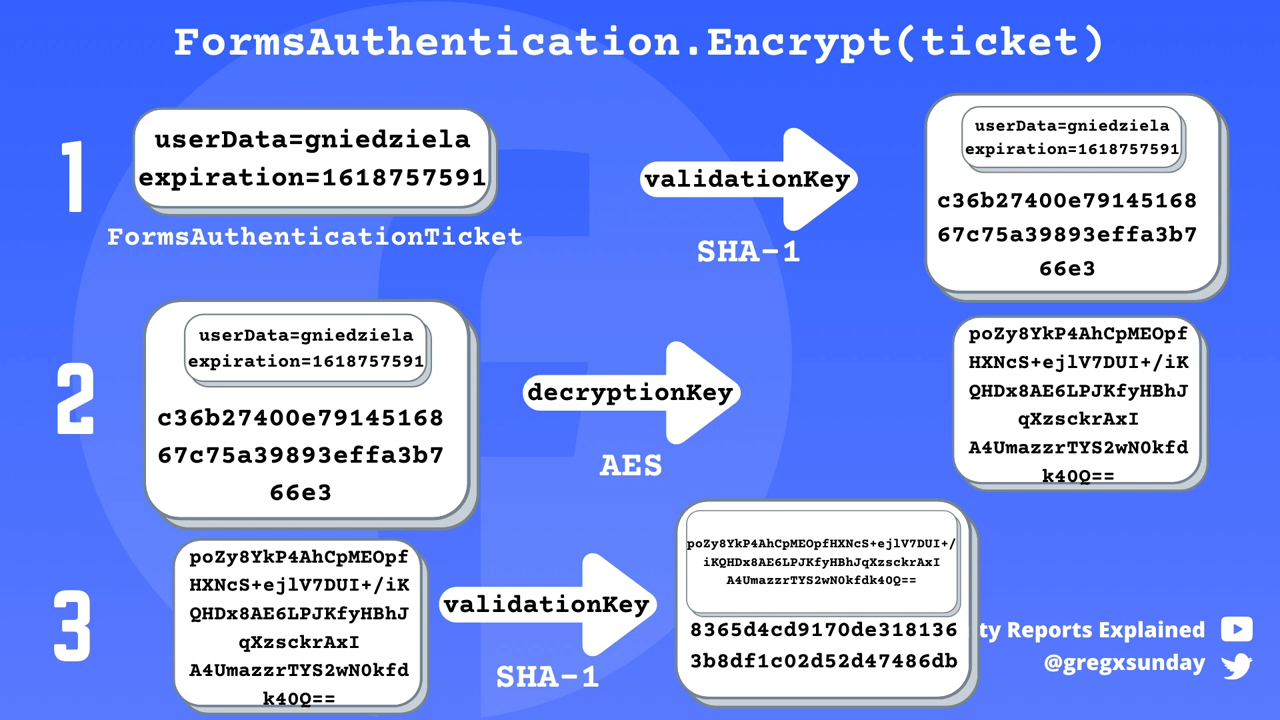 FormsAuthentication.Encrypt(ticket)
1
userData=gniedziela
expiration=1618757591
FormsAuthenticationTicket
validationKey
SHA-1
userData=gniedziela
expiration=1618757591
c36b27400e79145168
67c75a39893effa3b7
66e3
2
userData=gniedziela
expiration=1618757591
c36b27400e79145168
67c75a39893effa3b7
66e3
decryptionKey
AES
poZy8YkP4AhCpMEOpf
HXNcS+ejlV7DUI+/iK
QHDx8AE6LPJKfyHBhJ
qXzsckrAxI
A4UmazzrTYS2wN0kfd
k40Q==
3
poZy8YkP4AhCpMEOpf
HXNcS+ejlV7DUI+/iK
QHDx8AE6LPJKfyHBhJ
qXzsckrAxI
A4UmazzrTYS2wN0kfd
k40Q==
validationKey
SHA-1
poZy8YkP4AhCpMEOpfHXNcS+ejlV7DUI+/
iKQHDx8AE6LPJKfyHBhJqXzsckrAxI
A4UmazzrTYS2wN0kfdk40Q==
8365d4cd9170de318136
3b8df1c02d52d47486db
ty Reports Explained
@gregxsunday